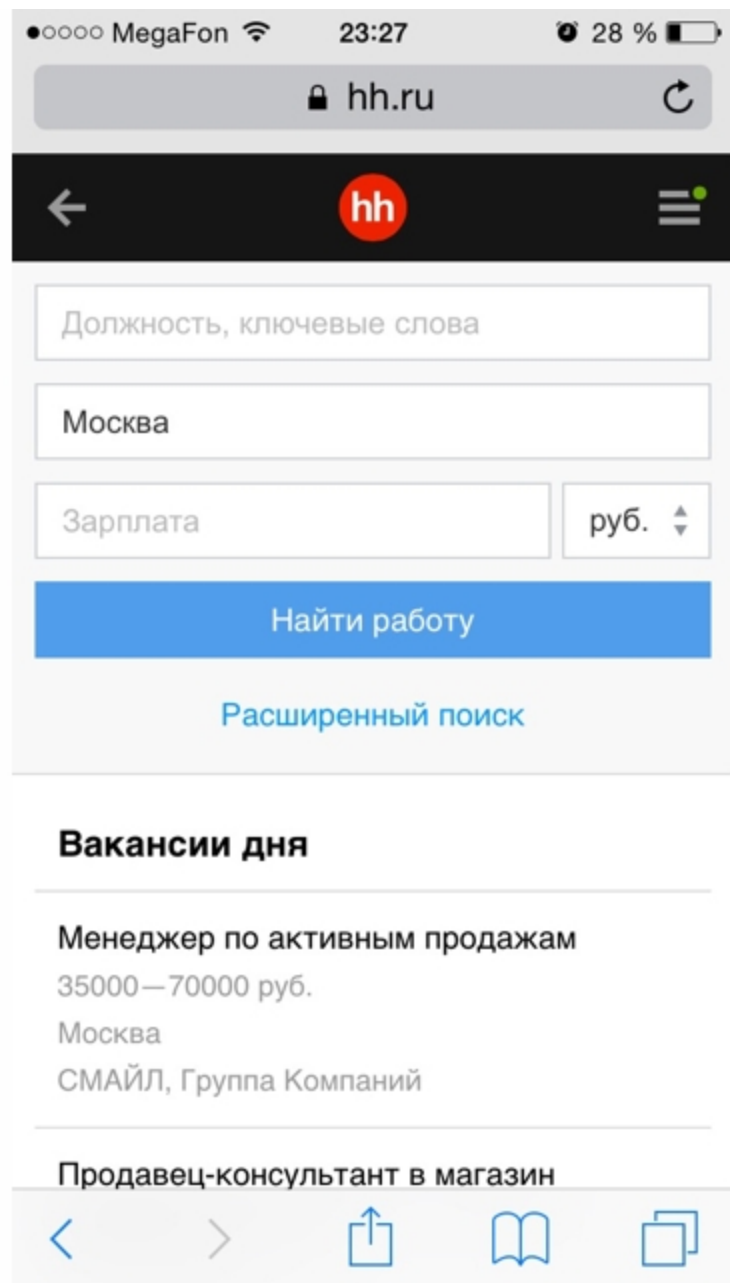 MegaFon 23:27 28 %
hh.ru
hh
Должность, ключевые слова
Москва
Зарплата руб.
Найти работу
Расширенный поиск
Вакансии дня
Менеджер по активным продажам
35000—70000 руб.
Москва
СМАЙЛ, Группа Компаний
Продавец-консультант в магазин